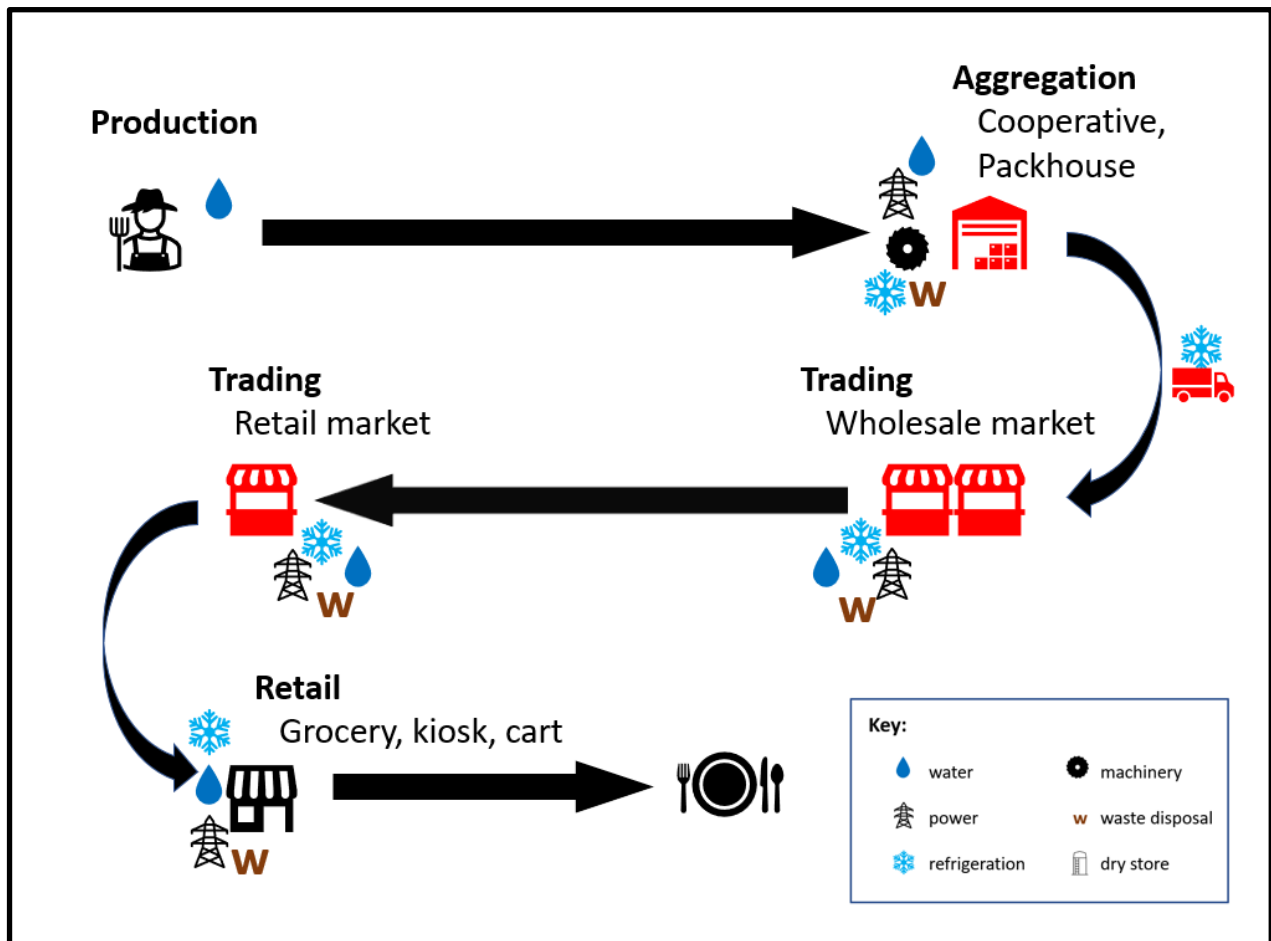 Production
Aggregation
Cooperative,
Packhouse
W
Trading
Retail market
Trading
Wholesale market
W
W
Retail
Grocery, kiosk, cart
W
Key:
water
machinery
power
w waste disposal
refrigeration
dry store